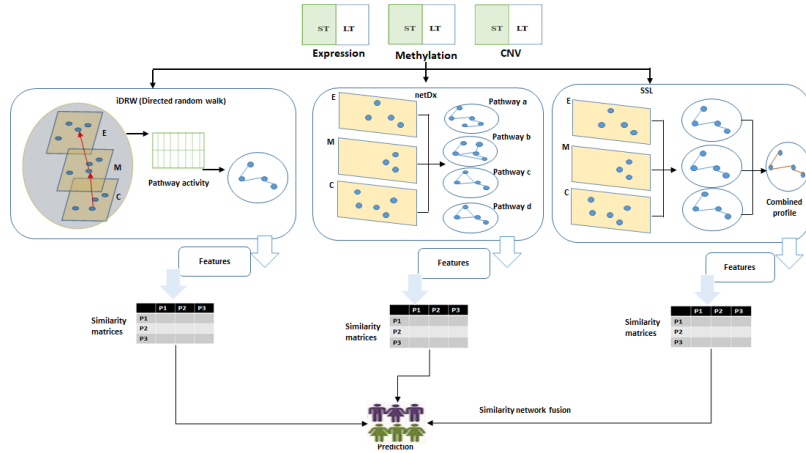 ST LT ST LT ST LT
Expression Methylation CNV
iDRW (Directed random walk)
E
M
C
Pathway activity
netDx
E
M
C
Pathway a
Pathway b
Pathway c
Pathway d
SSL
E
M
C
Combined
profile
Features
Features
Features
Similarity
matrices
P1 P2 P3
P1
P2
P3
Similarity
matrices
P1 P2 P3
P1
P2
P3
Similarity
matrices
P1 P2 P3
P1
P2
P3
Similarity network fusion
Prediction